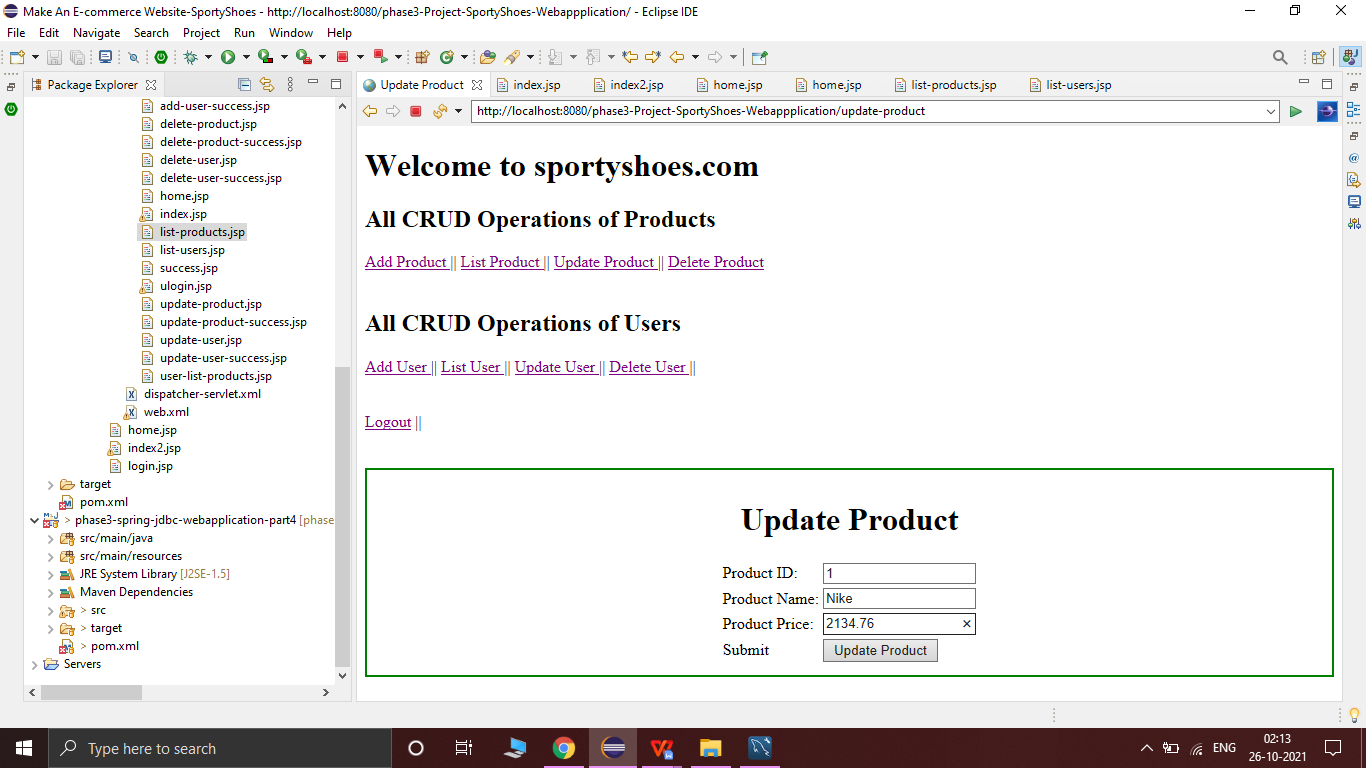 Make An E-commerce Website-SportyShoes - http://localhost:8080/phase3-Project-SportyShoes-Webappplication/ - Eclipse IDE
File Edit Navigate Search Project Run Window Help
Package Explorer
add-user-success.jsp
delete-product.jsp
delete-product-success.jsp
delete-user.jsp
delete-user-success.jsp
home.jsp
index.jsp
list-products.jsp
list-users.jsp
success.jsp
ulogin.jsp
update-product.jsp
update-product-success.jsp
update-user.jsp
update-user-success.jsp
user-list-products.jsp
dispatcher-servlet.xml
web.xml
home.jsp
index2.jsp
login.jsp
target
pom.xml
> phase3-spring-jdbc-webapplication-part4 [phase
src/main/java
src/main/resources
JRE System Library [J2SE-1.5]
Maven Dependencies
> src
> target
> pom.xml
Servers
Update Product index.jsp index2.jsp home.jsp home.jsp list-products.jsp list-users.jsp
http://localhost:8080/phase3-Project-SportyShoes-Webappplication/update-product
Welcome to sportyshoes.com
All CRUD Operations of Products
Add Product || List Product || Update Product || Delete Product
All CRUD Operations of Users
Add User || List User || Update User || Delete User ||
Logout ||
Update Product
Product ID: 1
Product Name: Nike
Product Price: 2134.76
Submit Update Product
Type here to search
ENG
02:13
26-10-2021